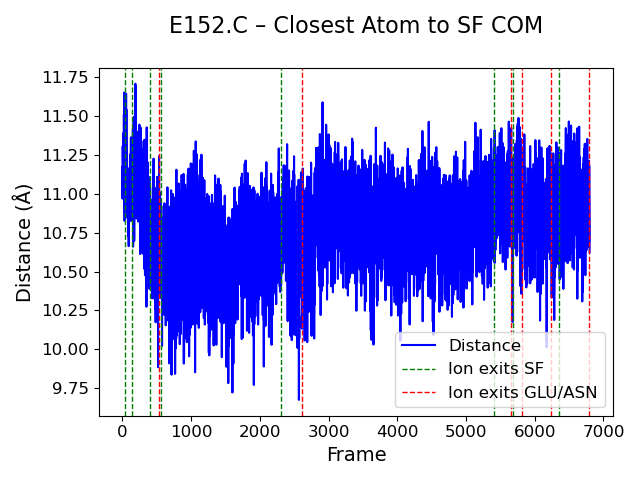 E152.C – Closest Atom to SF COM
11.75
11.50
11.25
11.00
10.75
10.50
10.25
10.00
9.75
Distance (Å)
Distance
Ion exits SF
Ion exits GLU/ASN
0 1000 2000 3000 4000 5000 6000 7000
Frame